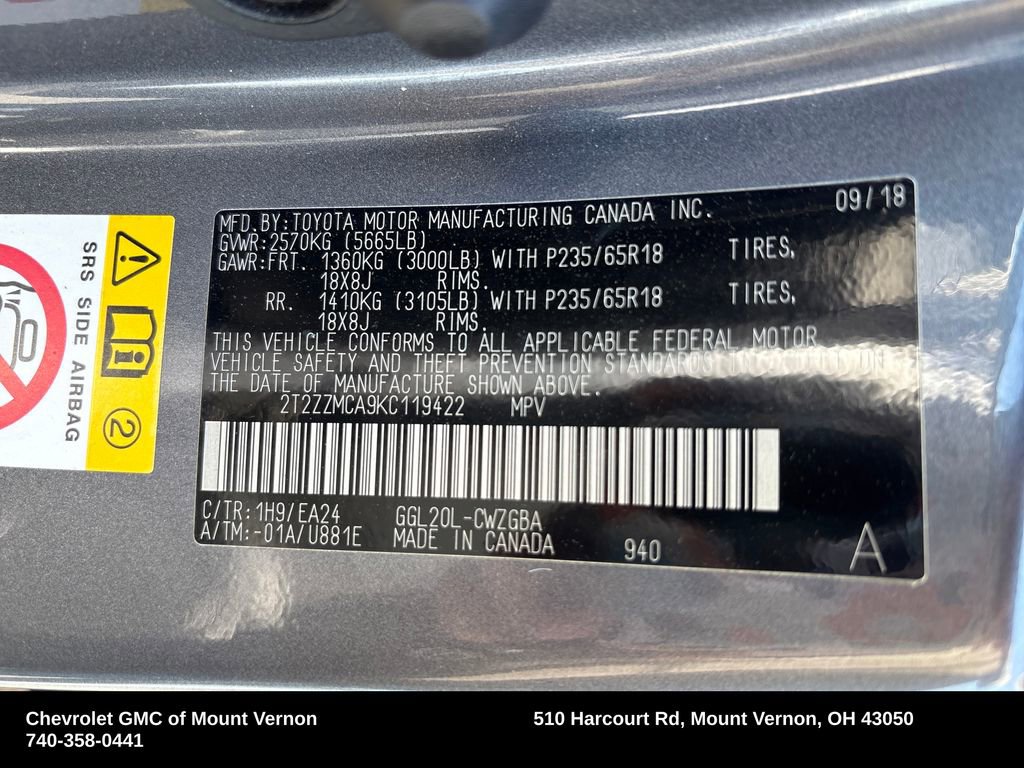 MFD.BY:TOYOTA MOTOR MANUFACTURING CANADA INC. 09/18
GVWR:2570KG (5665LB)
GAWR:FRT. 1360KG (3000LB) WITH P235/65R18 TIRES,
18X8J RIMS.
RR. 1410KG (3105LB) WITH P235/65R18 TIRES,
18X8J RIMS.
THIS VEHICLE CONFORMS TO ALL APPLICABLE FEDERAL MOTOR
VEHICLE SAFETY AND THEFT PREVENTION STANDARDS IN EFFECT ON
THE DATE OF MANUFACTURE SHOWN ABOVE.
2T2ZZMCA9KC119422 MPV
C/TR:1H9/EA24 GGL20L-CWZGBA
A/TM:-01A/U881E MADE IN CANADA 940 A
SRS SIDE AIRBAG
2
Chevrolet GMC of Mount Vernon 510 Harcourt Rd, Mount Vernon, OH 43050
740-358-0441